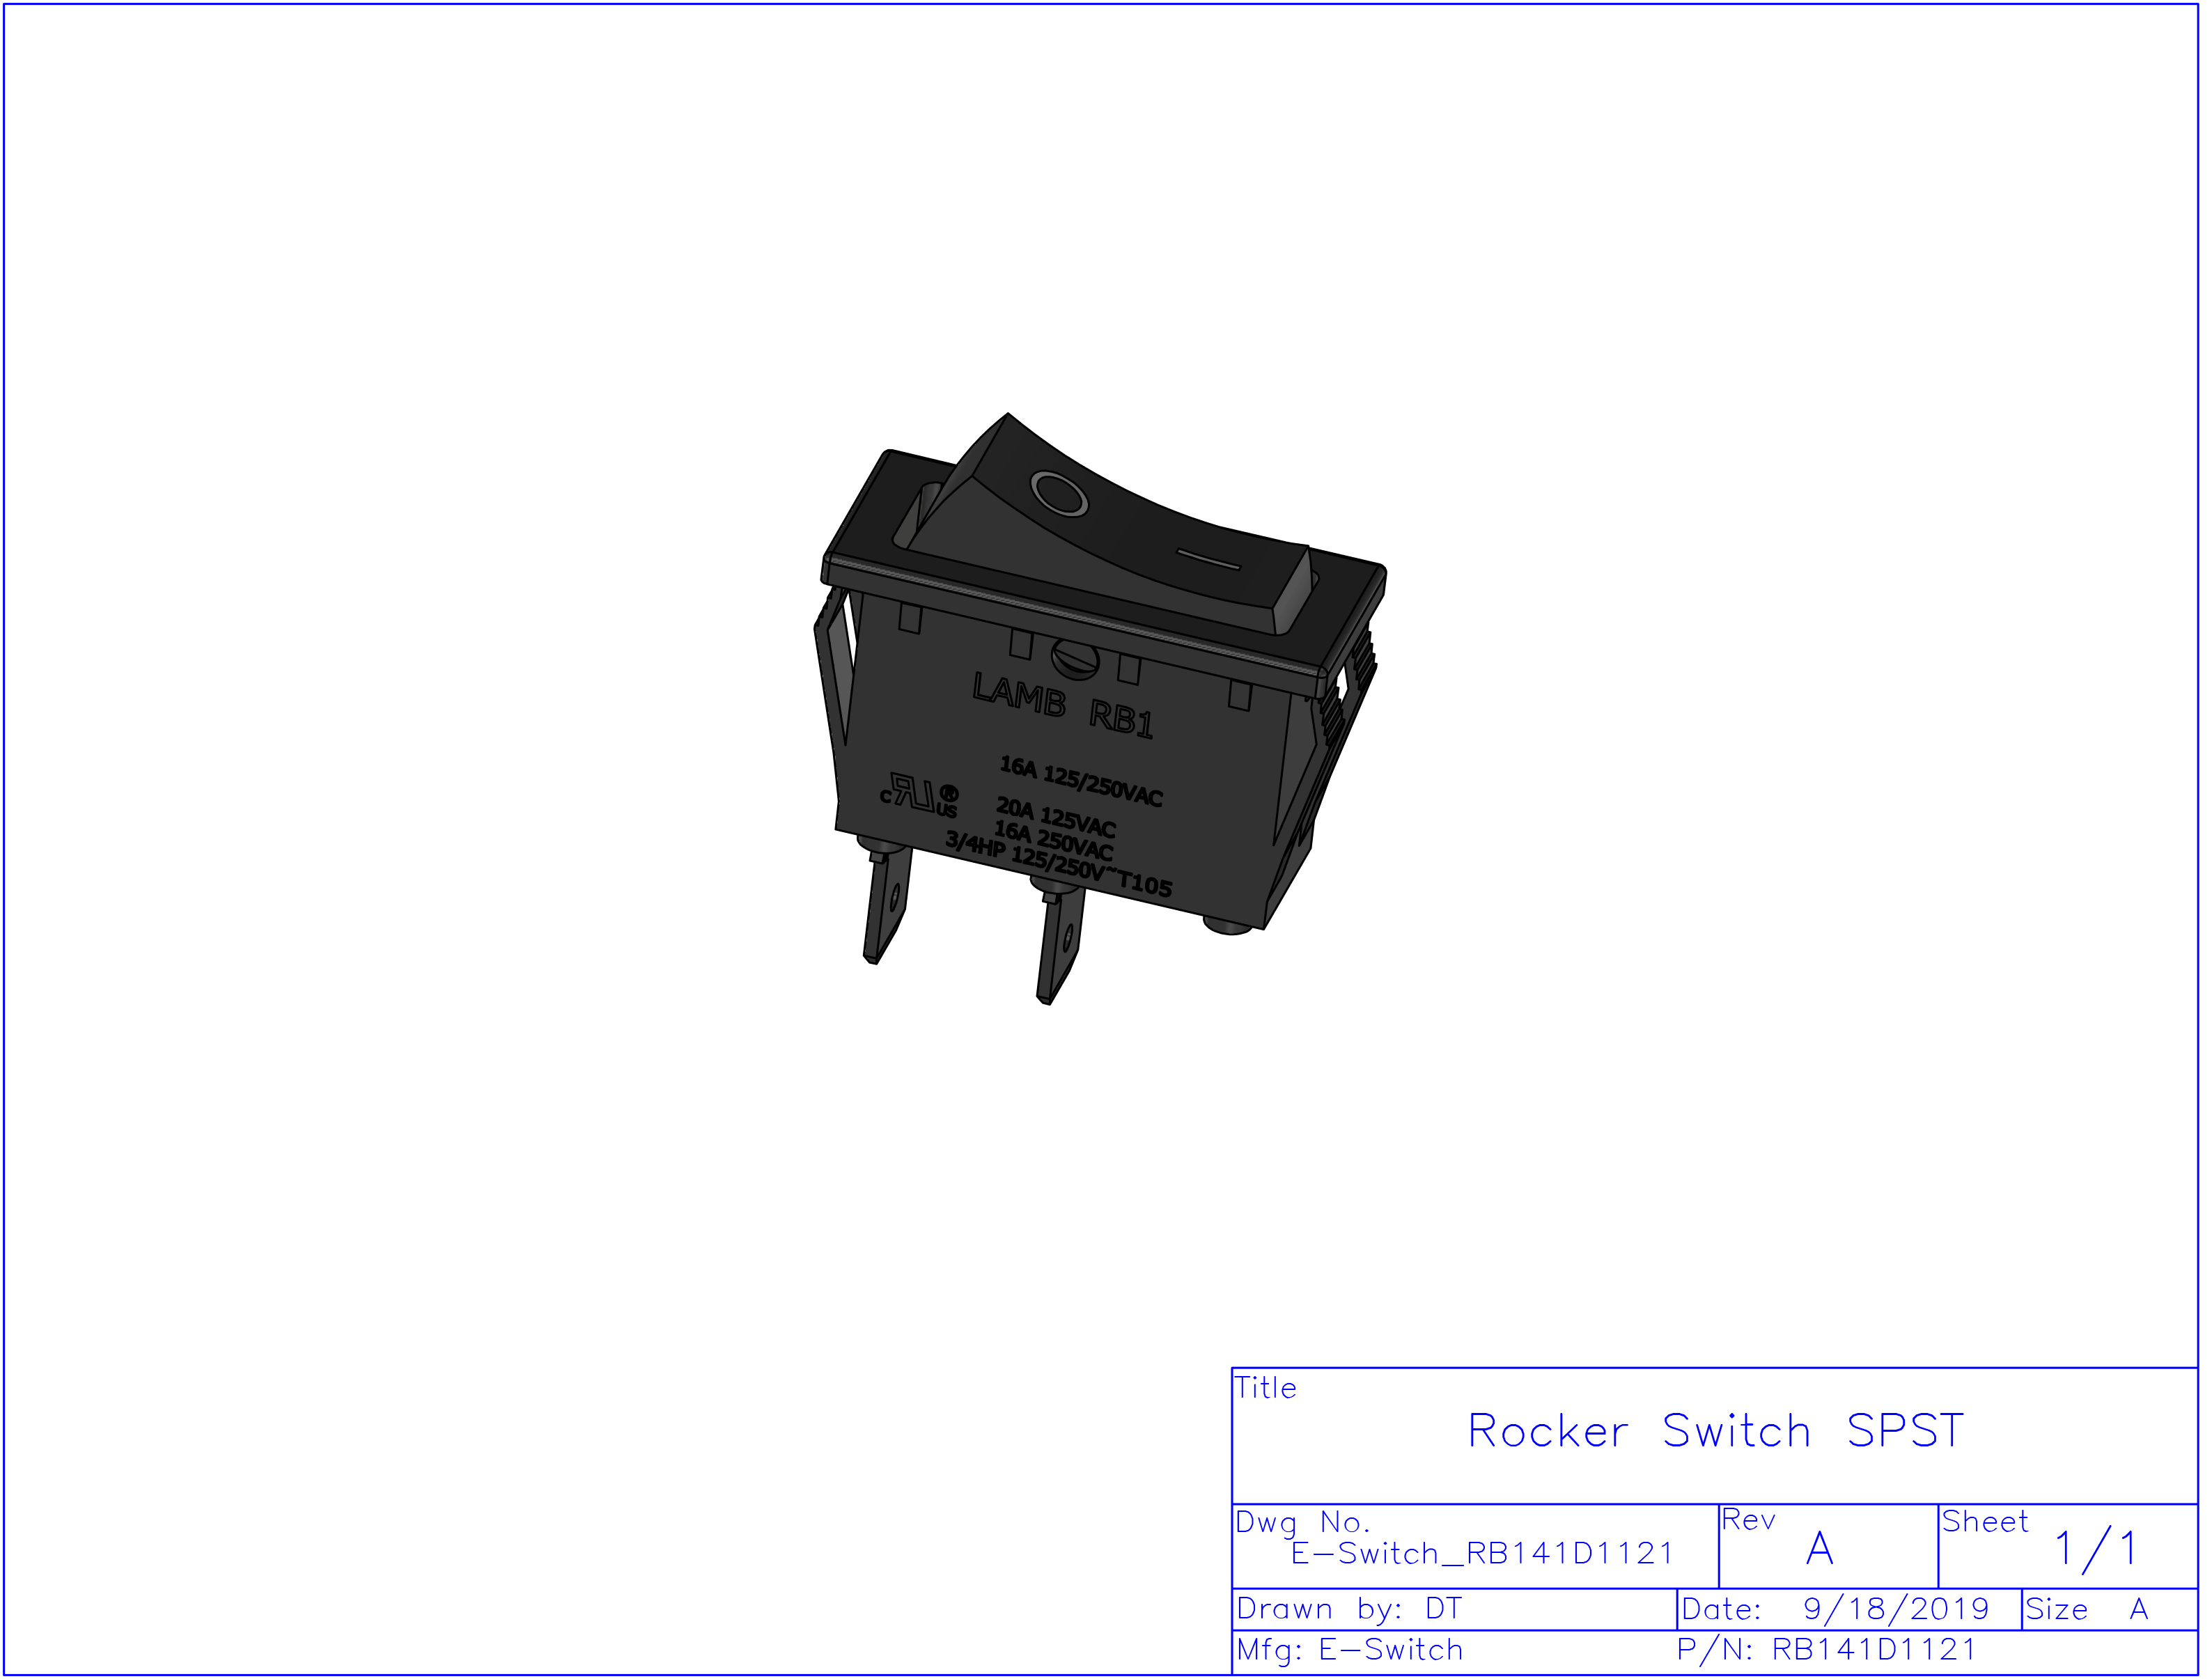 LAMB RB1
16A 125/250VAC
c RU ® US
20A 125VAC
16A 250VAC
3/4HP 125/250V~T105
Title
Rocker Switch SPST
Dwg No.
E-Switch_RB141D1121
Rev A
Sheet 1/1
Drawn by: DT
Date: 9/18/2019
Size A
Mfg: E-Switch
P/N: RB141D1121